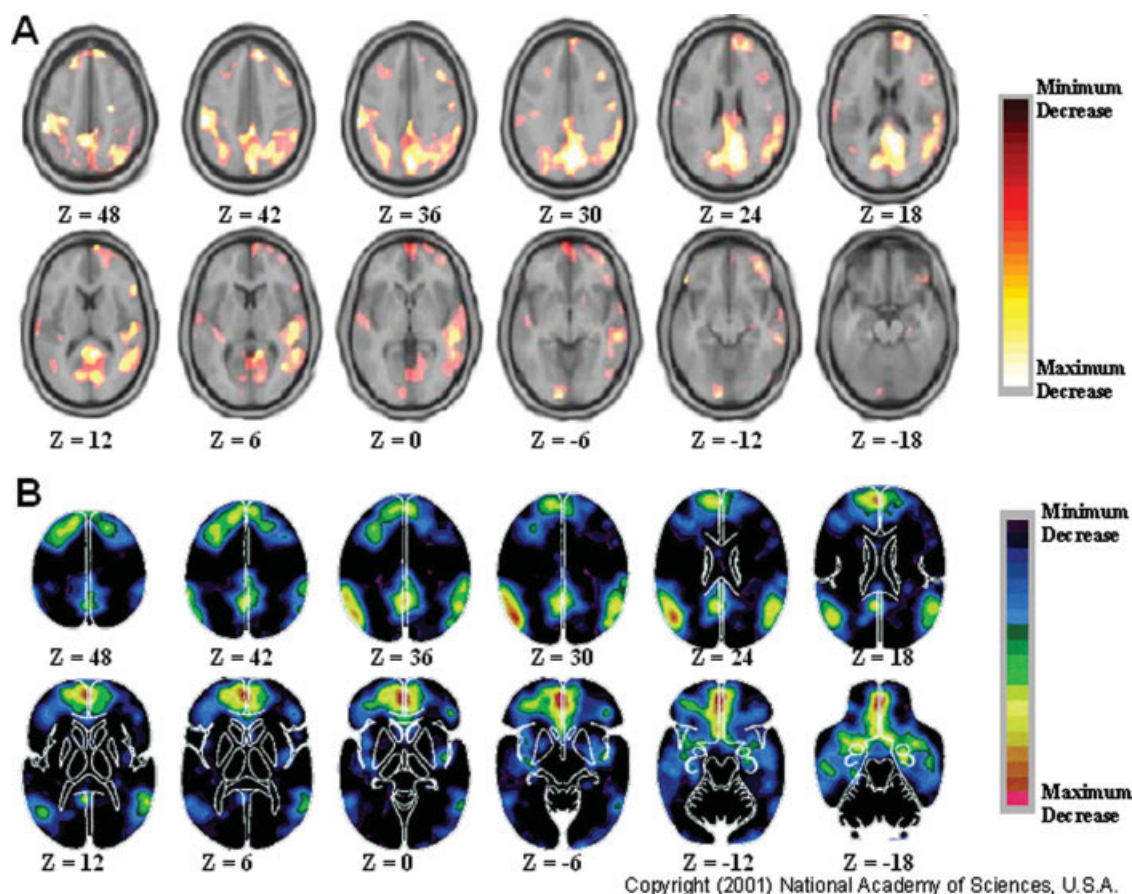 A
Minimum
Decrease
Z = 48 Z = 42 Z = 36 Z = 30 Z = 24 Z = 18
Maximum
Decrease
Z = 12 Z = 6 Z = 0 Z = -6 Z = -12 Z = -18
B
Minimum
Decrease
Z = 48 Z = 42 Z = 36 Z = 30 Z = 24 Z = 18
Maximum
Decrease
Z = 12 Z = 6 Z = 0 Z = -6 Z = -12 Z = -18
Copyright (2001) National Academy of Sciences, U.S.A.